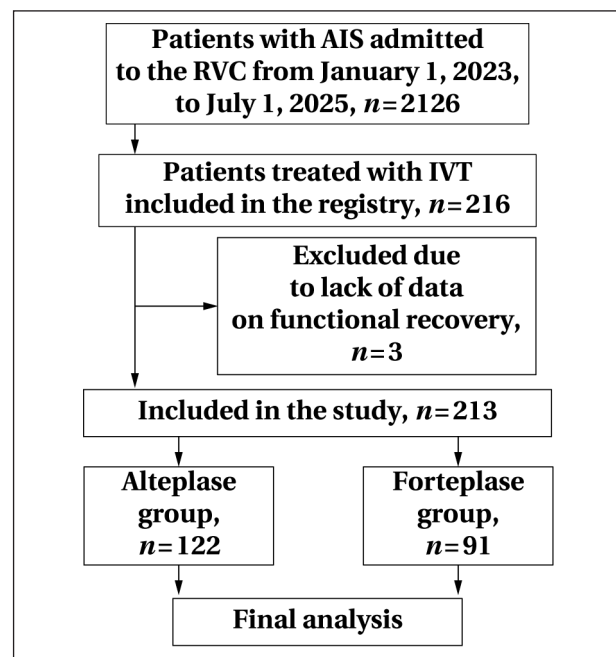 Patients with AIS admitted
to the RVC from January 1, 2023,
to July 1, 2025, n=2126
Patients treated with IVT
included in the registry, n=216
Excluded due
to lack of data
on functional recovery,
n=3
Included in the study, n=213
Alteplase
group,
n=122
Forteplase
group,
n=91
Final analysis